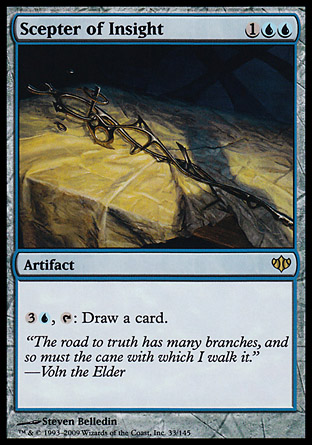 Scepter of Insight 1
Artifact
3, : Draw a card.
“The road to truth has many branches, and
so must the cane with which I walk it.”
—Voln the Elder
Steven Belledin
™ & © 1993–2009 Wizards of the Coast, Inc. 33/145